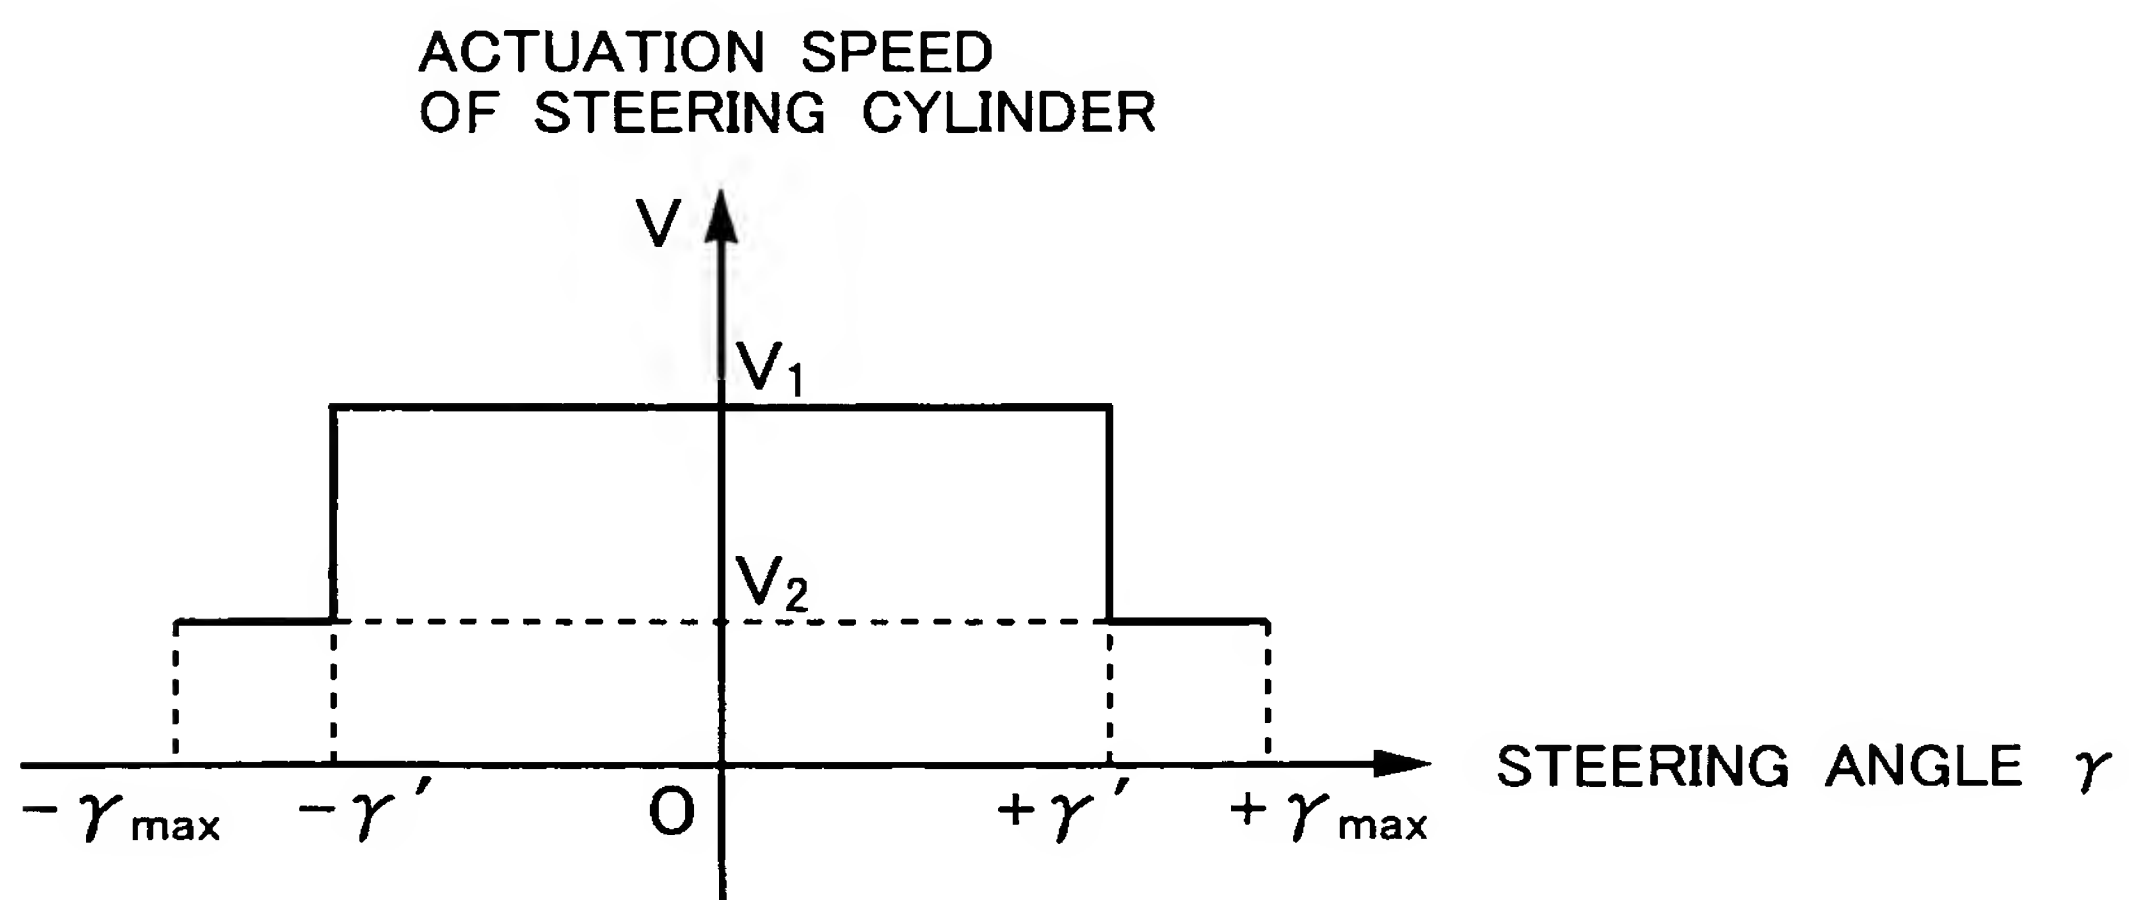 ACTUATION SPEED
OF STEERING CYLINDER
V
V₁
V₂
STEERING ANGLE γ
-γmax -γ' O +γ' +γmax